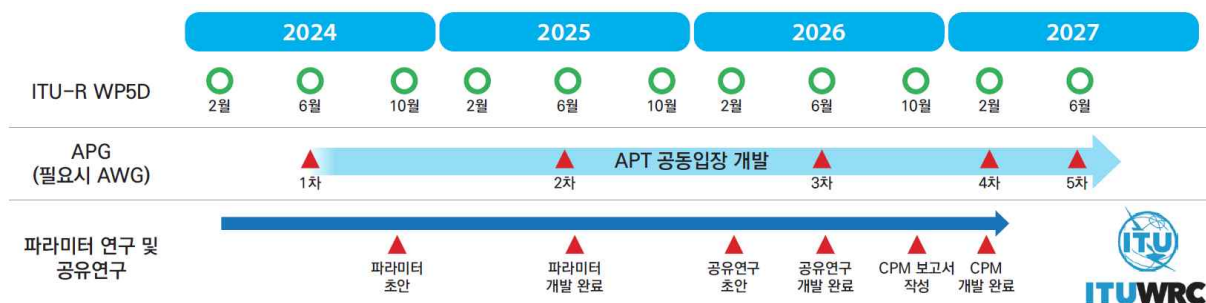 2024 2025 2026 2027
ITU-R WP5D
2월 6월 10월 2월 6월 10월 2월 6월 10월 2월 6월
APG
(필요시 AWG)
APT 공동입장 개발
1차 2차 3차 4차 5차
파라미터 연구 및
공유연구
파라미터 파라미터 공유연구 공유연구 CPM 보고서 CPM
초안 개발 완료 초안 개발 완료 작성 개발 완료
ITU
ITUWRC